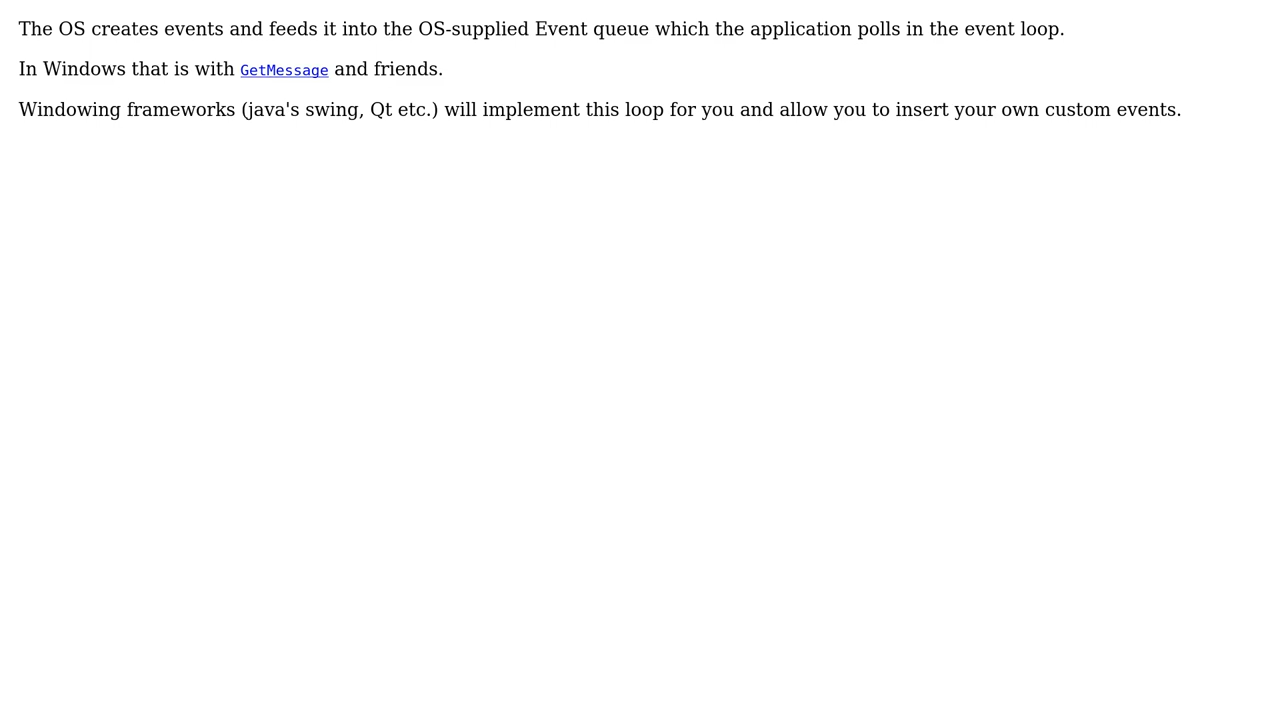 The OS creates events and feeds it into the OS-supplied Event queue which the application polls in the event loop.
In Windows that is with GetMessage and friends.
Windowing frameworks (java's swing, Qt etc.) will implement this loop for you and allow you to insert your own custom events.